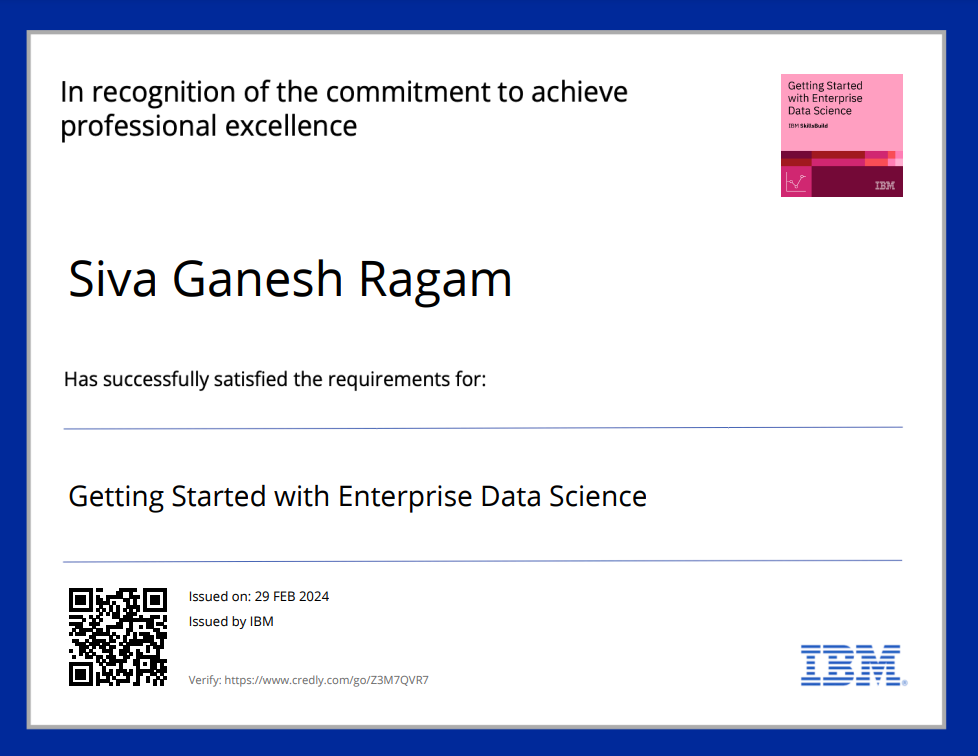 In recognition of the commitment to achieve
professional excellence
Getting Started
with Enterprise
Data Science
IBM SkillsBuild
IBM
Siva Ganesh Ragam
Has successfully satisfied the requirements for:
Getting Started with Enterprise Data Science
Issued on: 29 FEB 2024
Issued by IBM
Verify: https://www.credly.com/go/Z3M7QVR7
IBM®